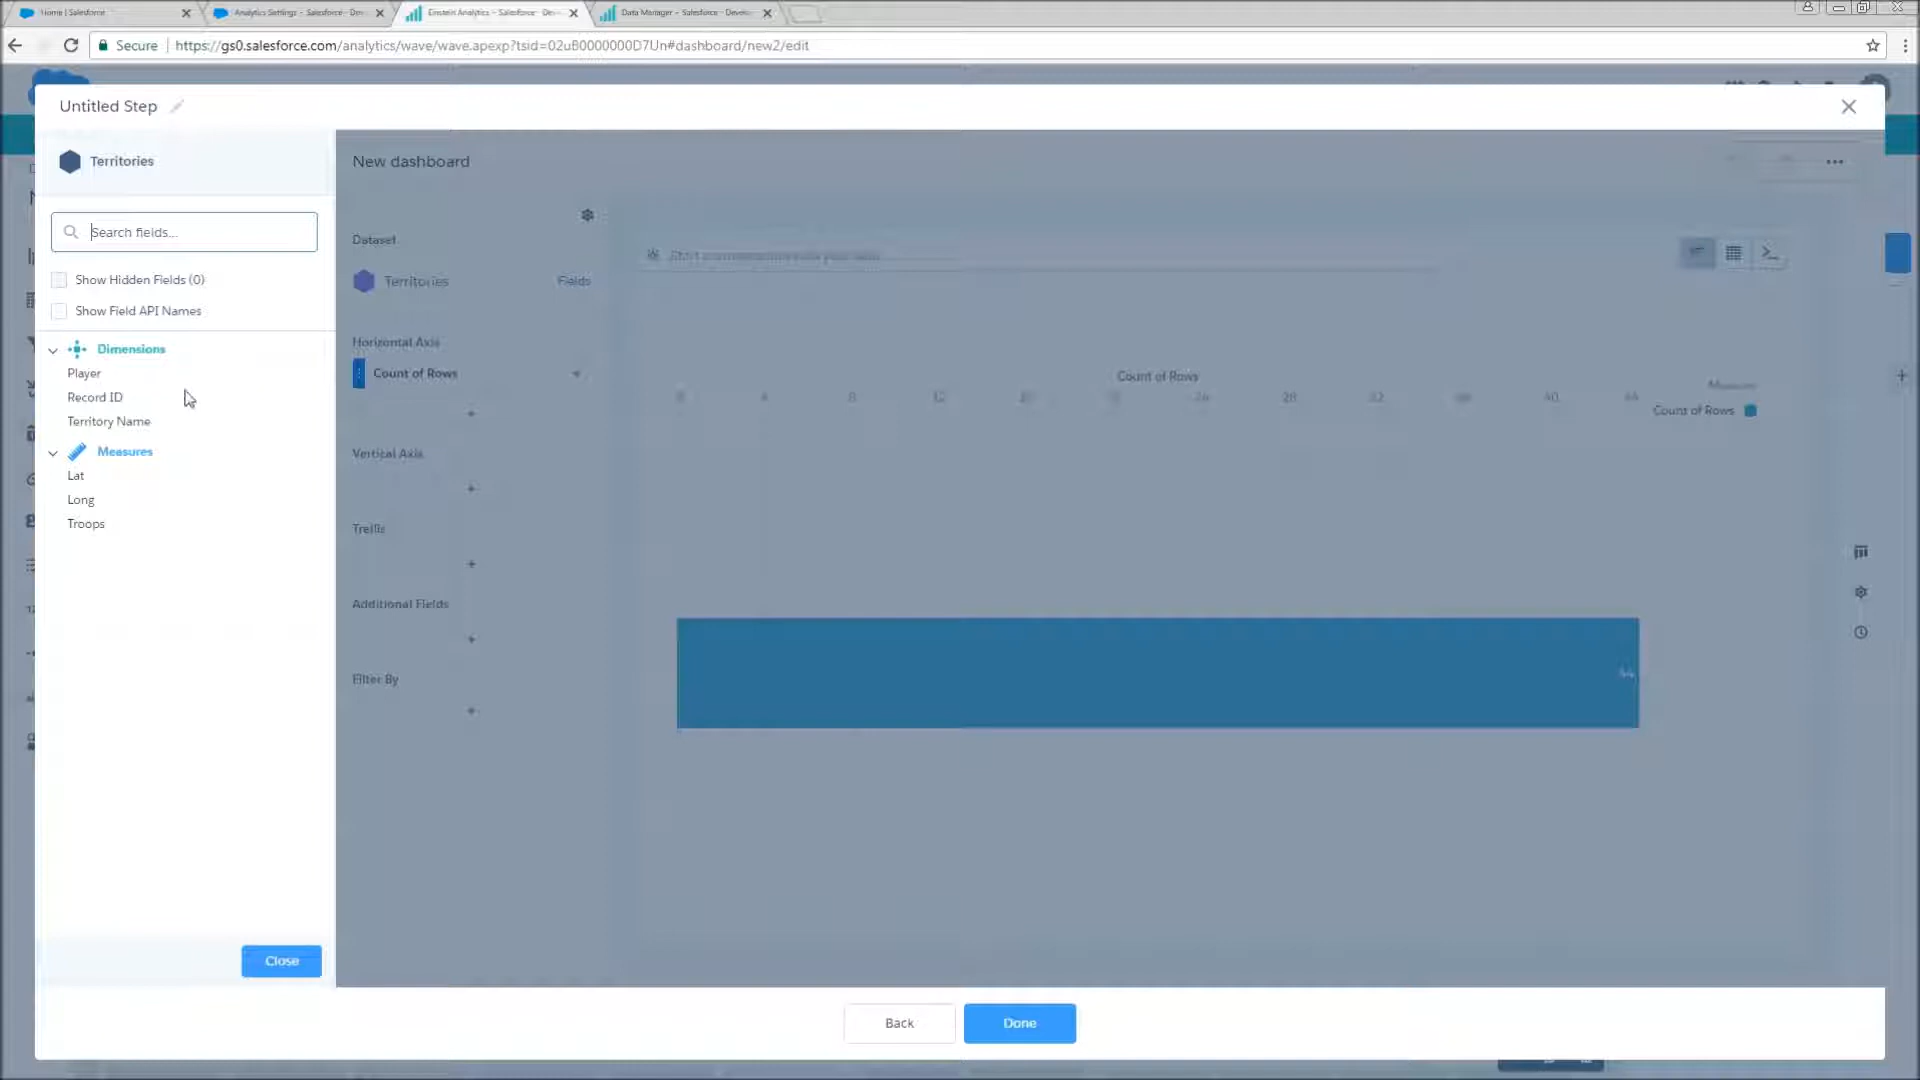 Home | Salesforce
Analytics Settings - Salesforce - Dev
Einstein Analytics - Salesforce - Dev
Data Manager - Salesforce - Develo
Secure
https://gs0.salesforce.com/analytics/wave/wave.apexp?tsid=02uB0000000D7Un#dashboard/new2/edit
Untitled Step
Territories
New dashboard
Search fields...
Show Hidden Fields (0)
Show Field API Names
Dimensions
Player
Record ID
Territory Name
Measures
Lat
Long
Troops
Close
Dataset
Territories
Fields
Horizontal Axis
Count of Rows
Vertical Axis
Trellis
Additional Fields
Filter By
Count of Rows
0 4 8 12 28 32 40 44
Measure
Count of Rows
44
Back
Done